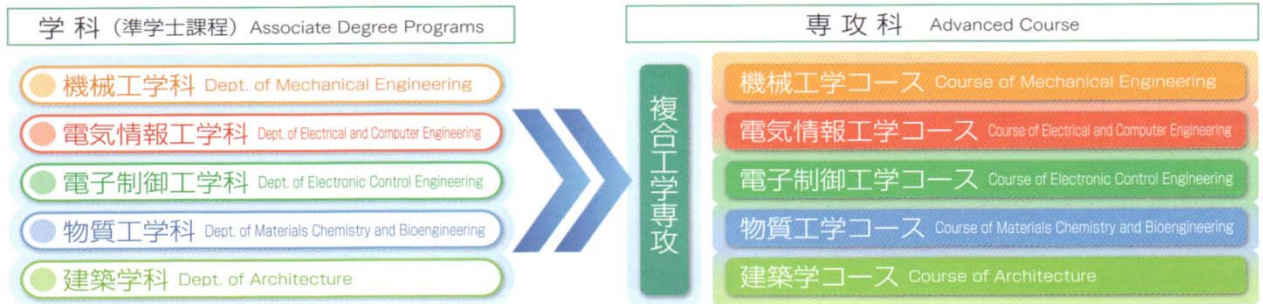 学科（準学士課程） Associate Degree Programs
機械工学科 Dept. of Mechanical Engineering
電気情報工学科 Dept. of Electrical and Computer Engineering
電子制御工学科 Dept. of Electronic Control Engineering
物質工学科 Dept. of Materials Chemistry and Bioengineering
建築学科 Dept. of Architecture
専攻科 Advanced Course
複合工学専攻
機械工学コース Course of Mechanical Engineering
電気情報工学コース Course of Electrical and Computer Engineering
電子制御工学コース Course of Electronic Control Engineering
物質工学コース Course of Materials Chemistry and Bioengineering
建築学コース Course of Architecture